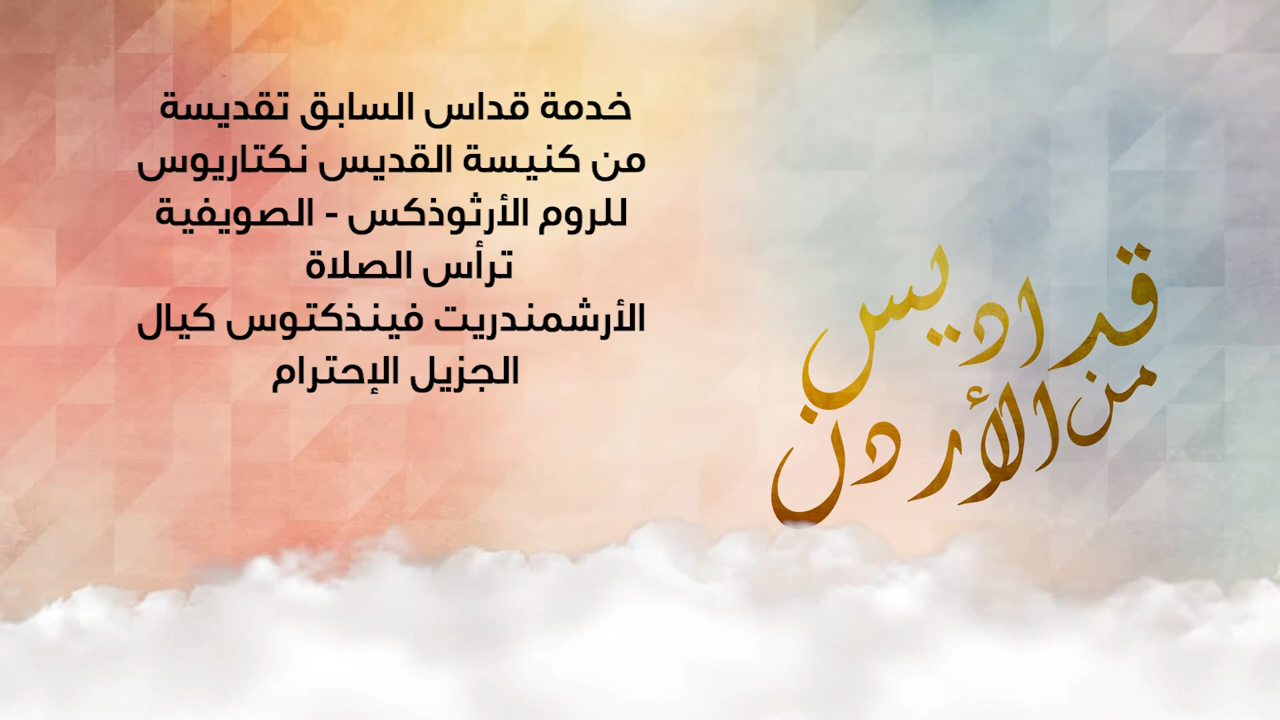 خدمة قداس السابق تقديسة
من كنيسة القديس نكتاريوس
للروم الأرثوذكس - الصويفية
ترأس الصلاة
الأرشمندريت فينذكتوس كيال
الجزيل الإحترام
قداديس
من الأردن